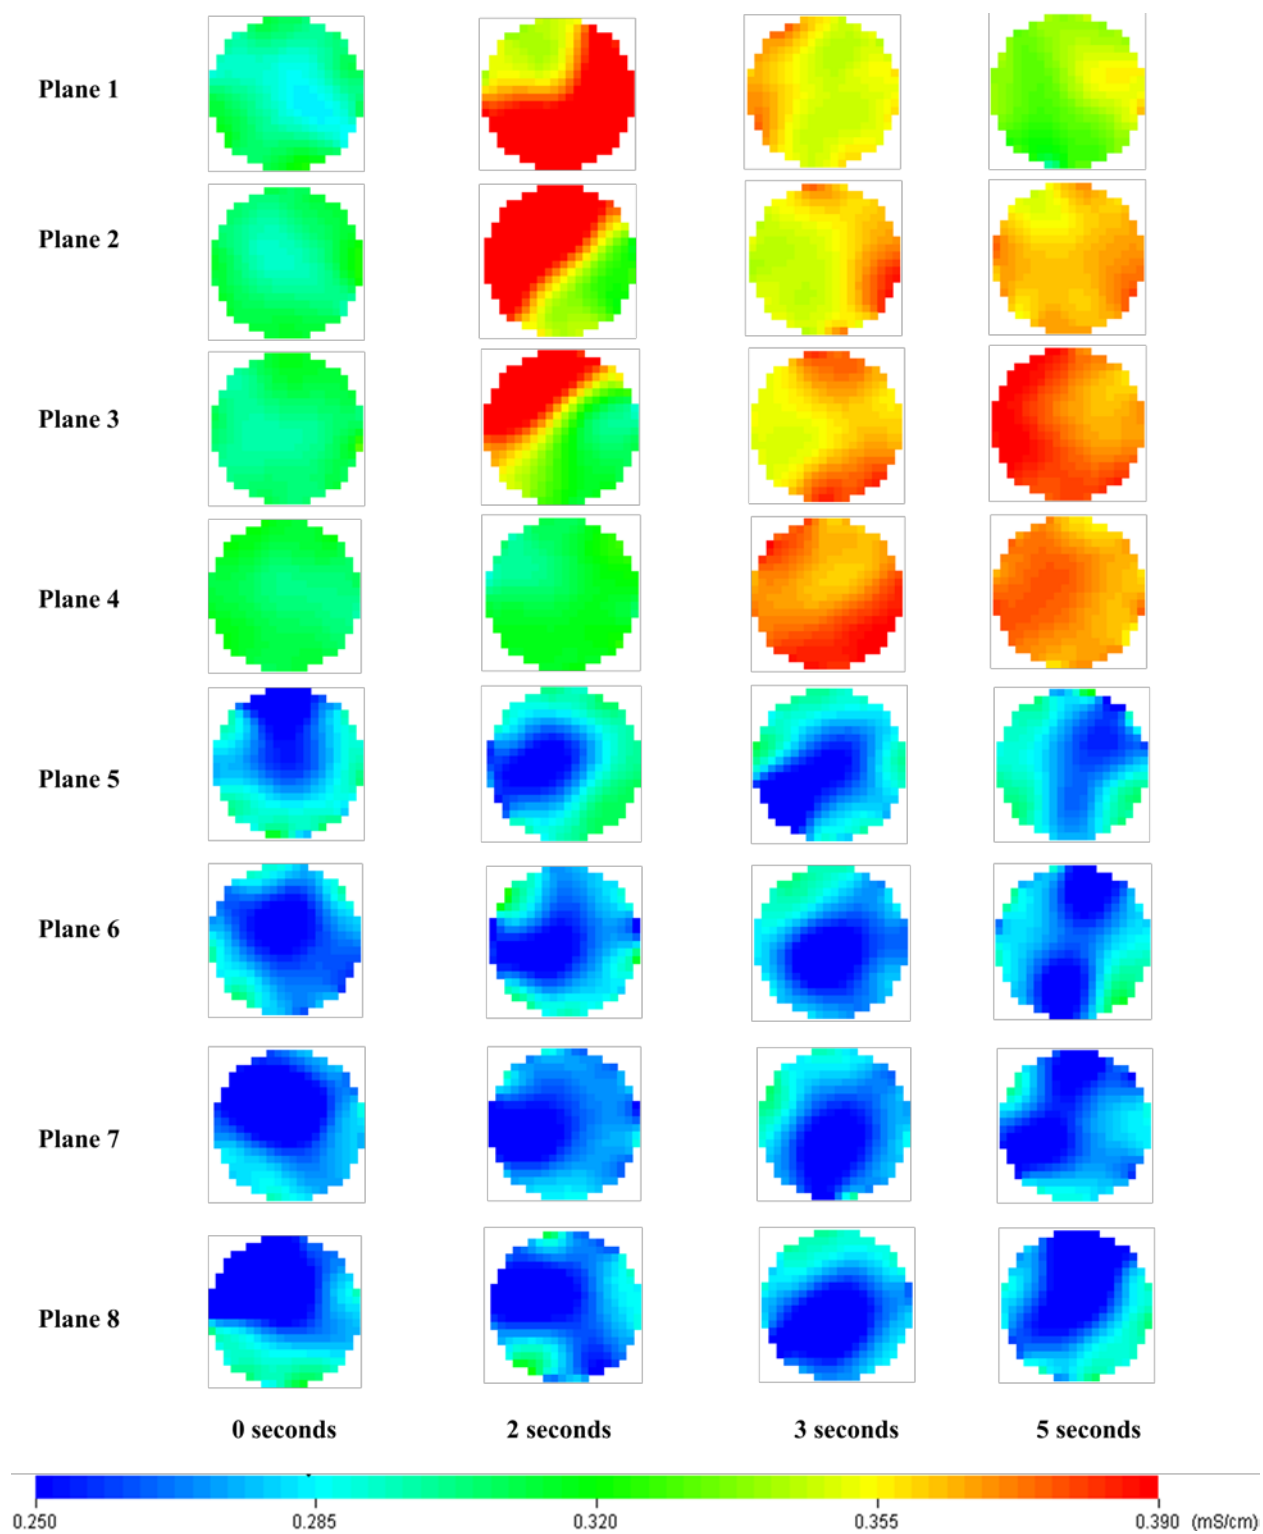 Plane 1
Plane 2
Plane 3
Plane 4
Plane 5
Plane 6
Plane 7
Plane 8
0 seconds 2 seconds 3 seconds 5 seconds
0.250 0.285 0.320 0.355 0.390 (mS/cm)